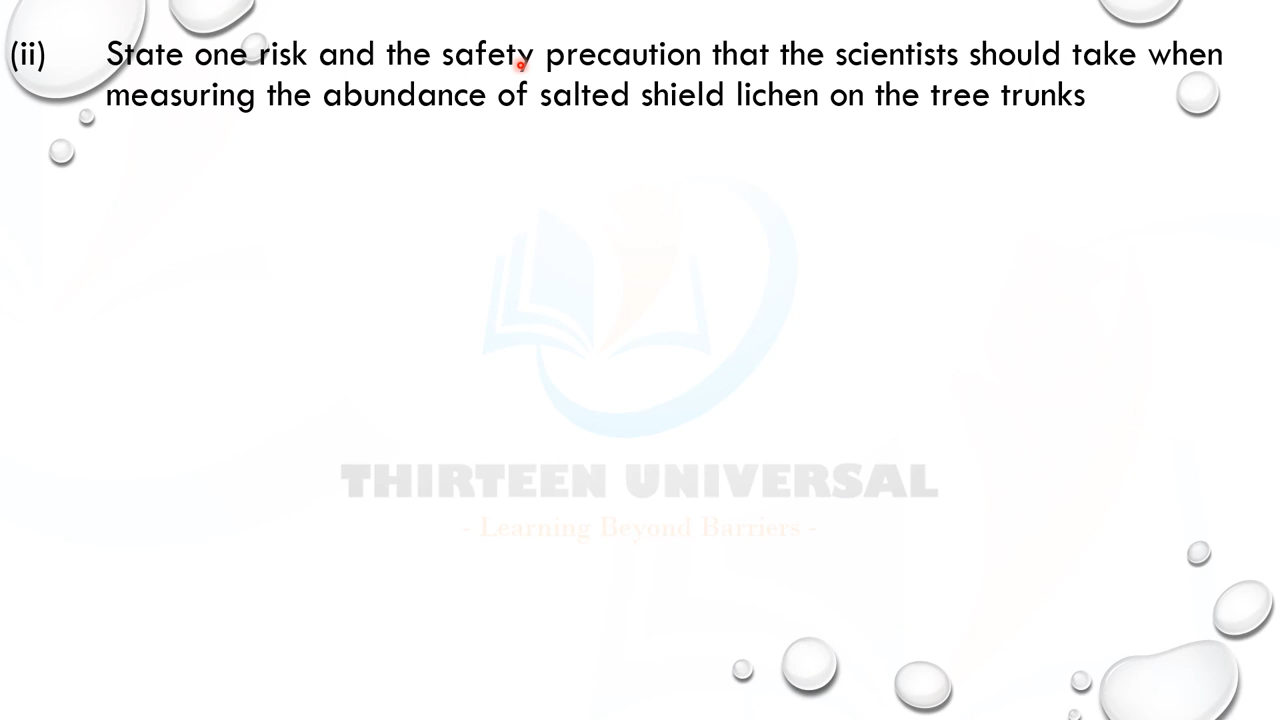 (ii) State one risk and the safety precaution that the scientists should take when
measuring the abundance of salted shield lichen on the tree trunks
THIRTEEN UNIVERSAL
- Learning Beyond Barriers -